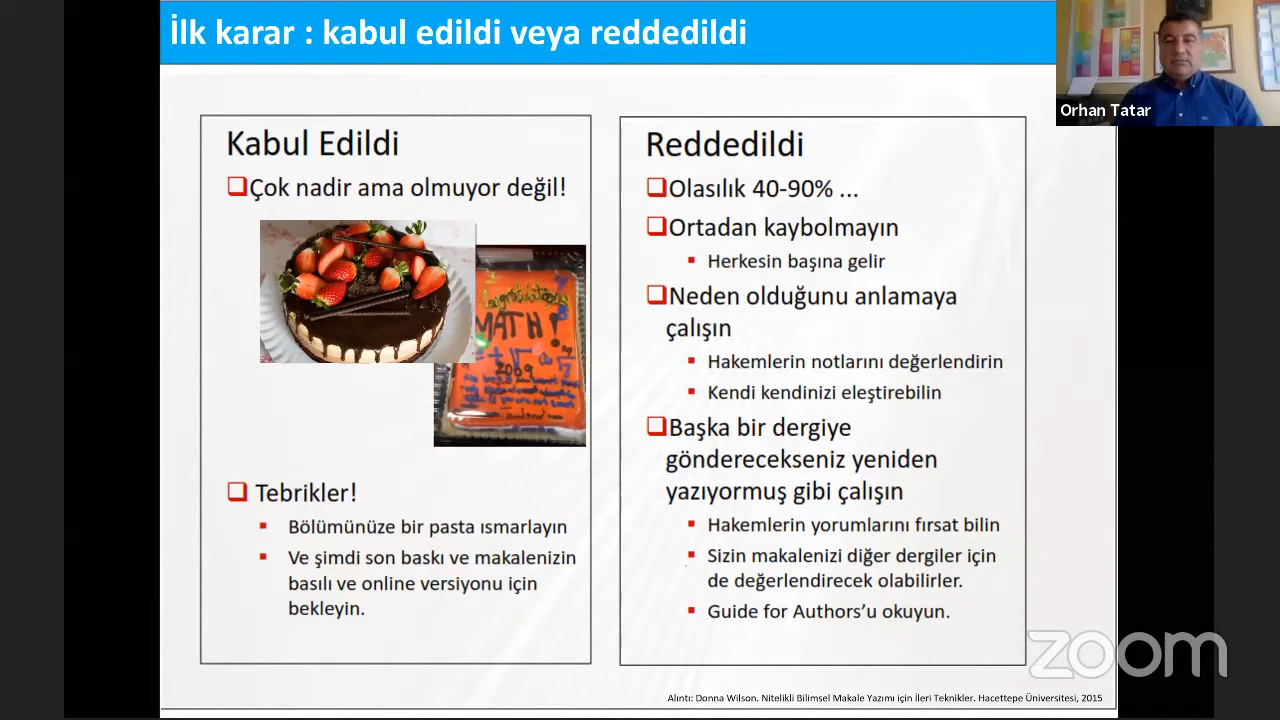 İlk karar : kabul edildi veya reddedildi
Orhan Tatar
Kabul Edildi
Çok nadir ama olmuyor değil!
MATH!
Tebrikler!
Bölümünüze bir pasta ısmarlayın
Ve şimdi son baskı ve makalenizin
basılı ve online versiyonu için
bekleyin.
Reddedildi
Olasılık 40-90% ...
Ortadan kaybolmayın
Herkesin başına gelir
Neden olduğunu anlamaya
çalışın
Hakemlerin notlarını değerlendirin
Kendi kendinizi eleştirebilin
Başka bir dergiye
gönderecekseniz yeniden
yazıyormuş gibi çalışın
Hakemlerin yorumlarını fırsat bilin
Sizin makalenizi diğer dergiler için
de değerlendirecek olabilirler.
Guide for Authors’u okuyun.
zoom
Alıntı: Donna Wilson. Nitelikli Bilimsel Makale Yazımı için İleri Teknikler. Hacettepe Üniversitesi, 2015